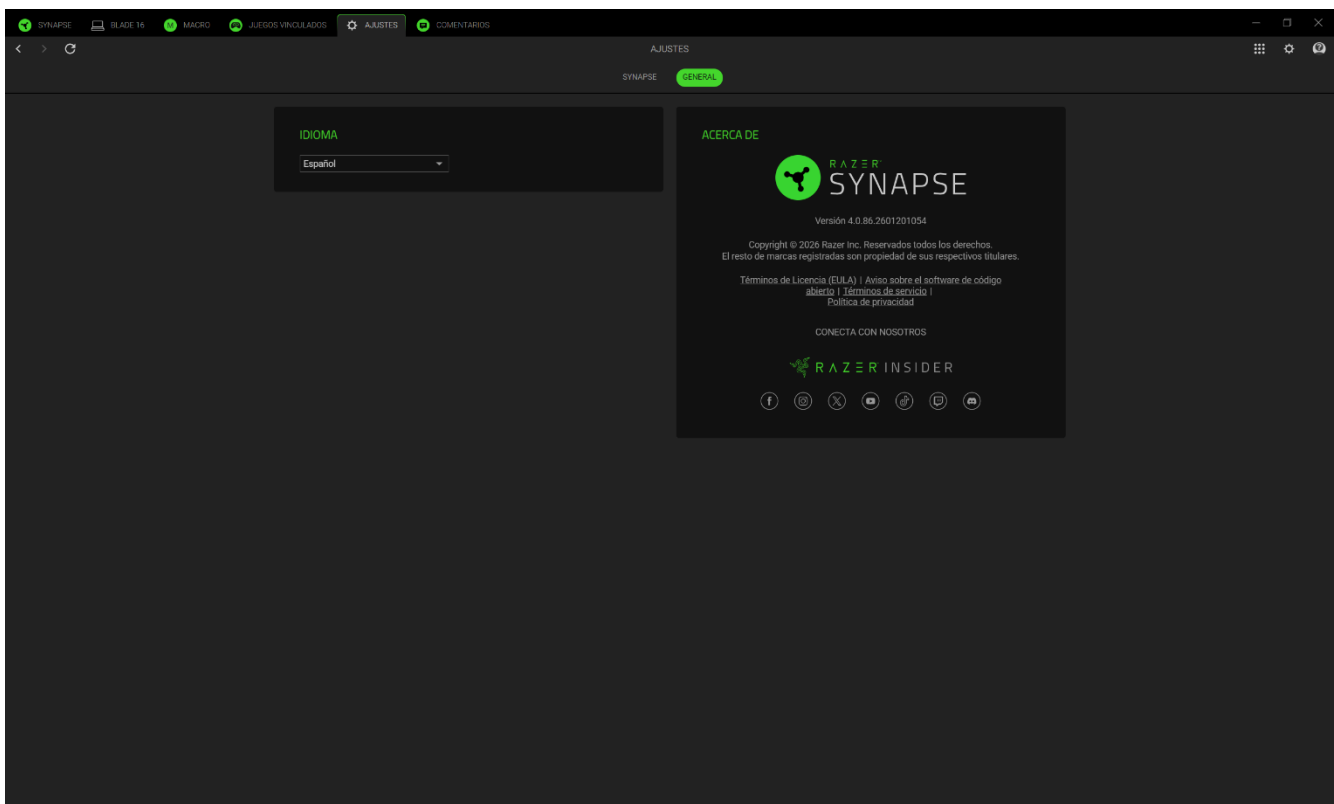 SYNAPSE BLADE 16 M MACRO JUEGOS VINCULADOS AJUSTES COMENTARIOS
AJUSTES
SYNAPSE GENERAL
IDIOMA
Español
ACERCA DE
RAZER
SYNAPSE
Versión 4.0.86.2601201054
Copyright © 2026 Razer Inc. Reservados todos los derechos.
El resto de marcas registradas son propiedad de sus respectivos titulares.
Términos de Licencia (EULA) | Aviso sobre el software de código
abierto | Términos de servicio |
Política de privacidad
CONECTA CON NOSOTROS
RAZER INSIDER